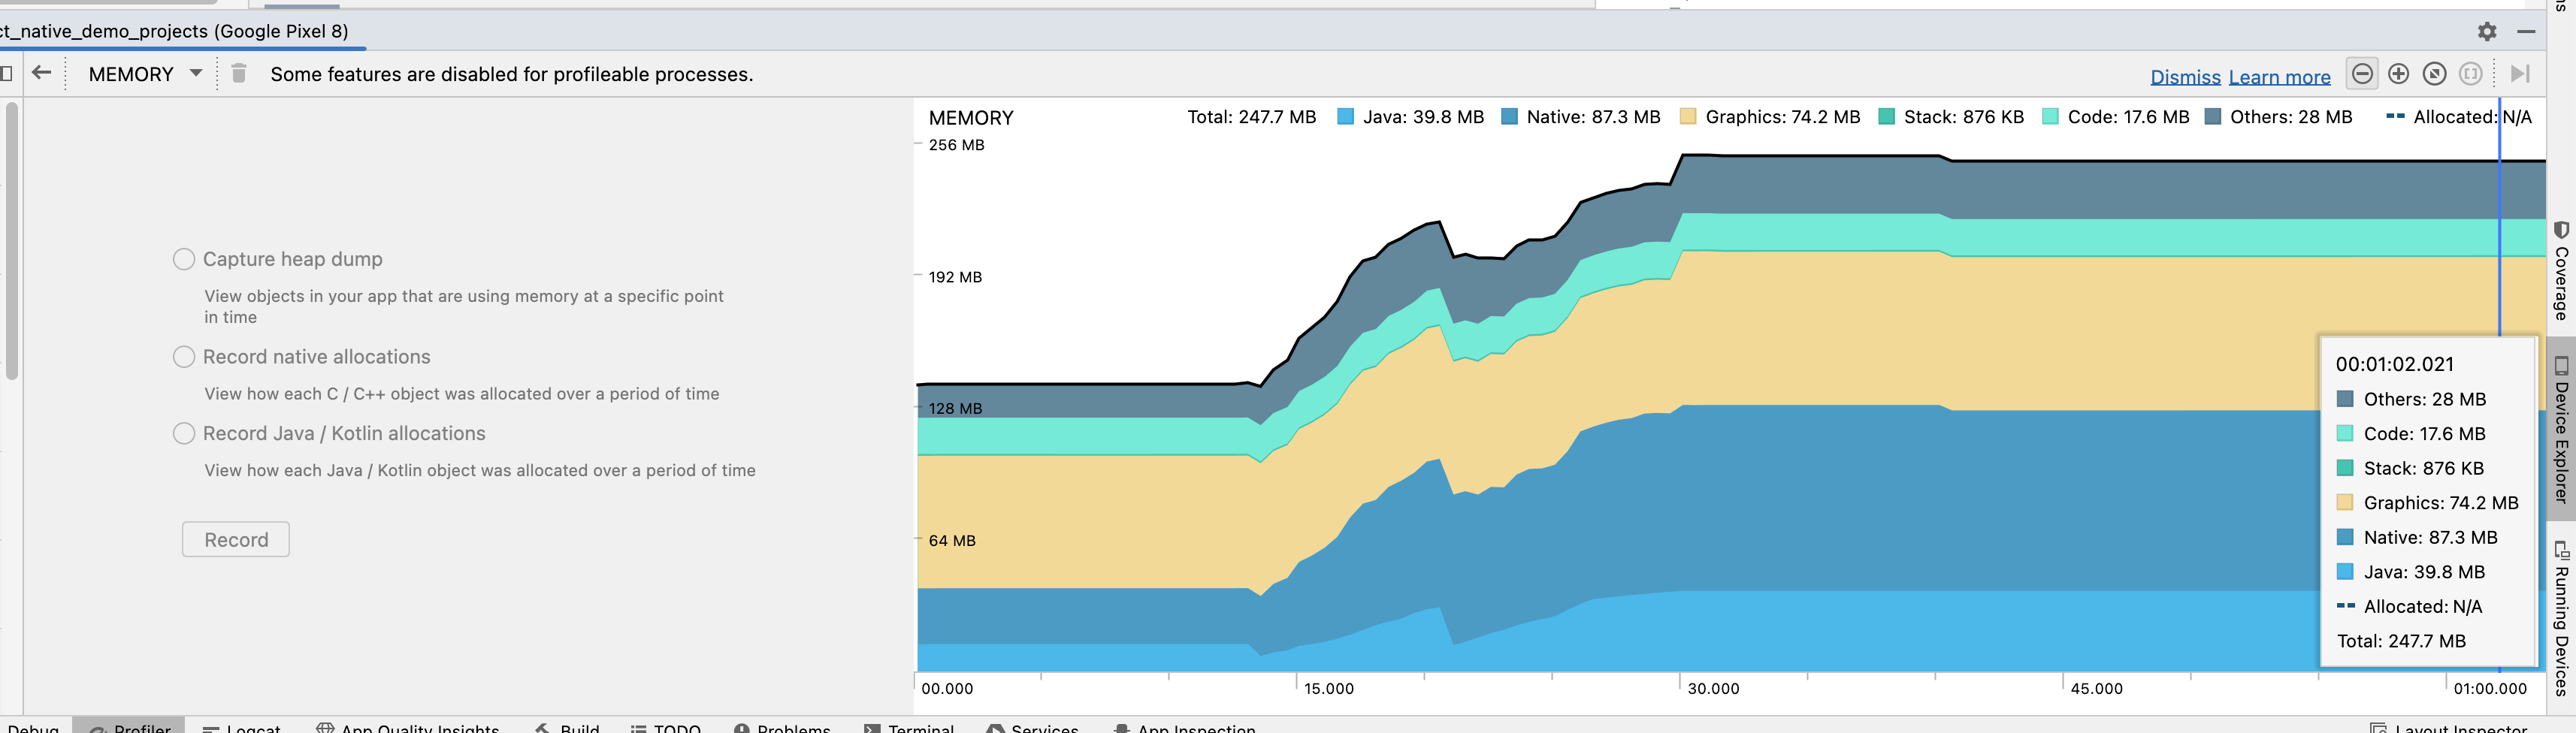 ct_native_demo_projects (Google Pixel 8)
MEMORY
Some features are disabled for profileable processes.
Dismiss
Learn more
Capture heap dump
View objects in your app that are using memory at a specific point
in time
Record native allocations
View how each C / C++ object was allocated over a period of time
Record Java / Kotlin allocations
View how each Java / Kotlin object was allocated over a period of time
Record
MEMORY
Total: 247.7 MB
Java: 39.8 MB
Native: 87.3 MB
Graphics: 74.2 MB
Stack: 876 KB
Code: 17.6 MB
Others: 28 MB
Allocated: N/A
256 MB
192 MB
128 MB
64 MB
00:01:02.021
Others: 28 MB
Code: 17.6 MB
Stack: 876 KB
Graphics: 74.2 MB
Native: 87.3 MB
Java: 39.8 MB
Allocated: N/A
Total: 247.7 MB
00.000
15.000
30.000
45.000
01:00.000
Coverage
Device Explorer
Running Devices
Debug
Profiler
Logcat
App Quality Insights
Build
TODO
Problems
Terminal
Services
App Inspection
Layout Inspector